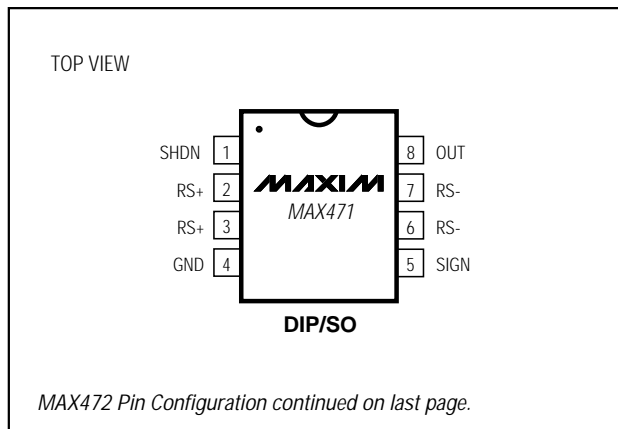 TOP VIEW
SHDN 1
8 OUT
RS+ 2
MAXIM
7 RS-
MAX471
RS+ 3
6 RS-
GND 4
5 SIGN
DIP/SO
MAX472 Pin Configuration continued on last page.